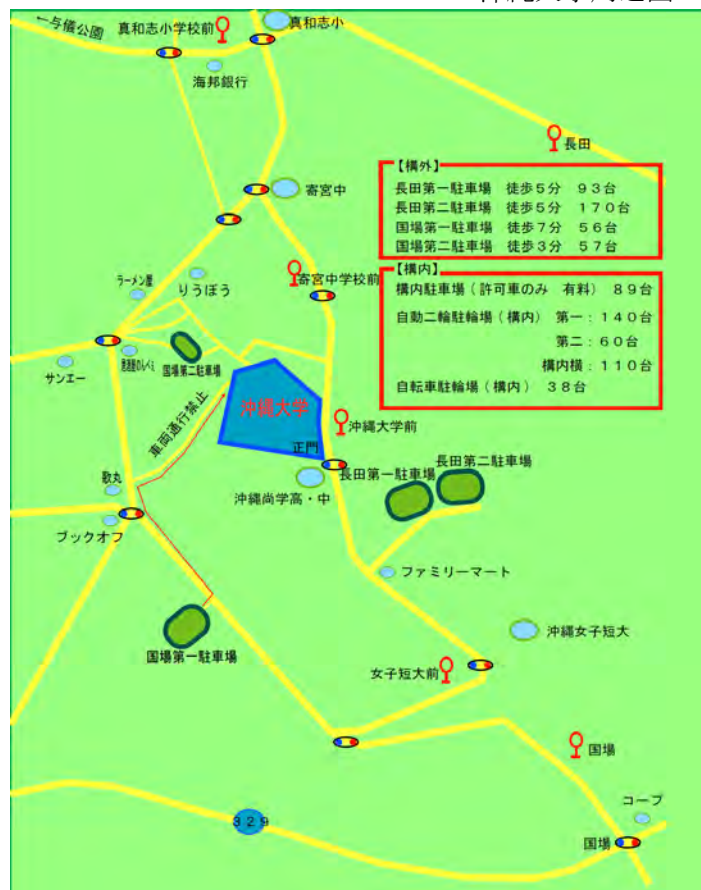 ←与儀公園
真和志小学校前
真和志小
海邦銀行
長田
【構外】
長田第一駐車場 徒歩5分 93台
長田第二駐車場 徒歩5分 170台
国場第一駐車場 徒歩7分 56台
国場第二駐車場 徒歩3分 57台
寄宮中
【構内】
構内駐車場(許可車のみ 有料) 89台
自動二輪駐輪場(構内) 第一:140台
第二:60台
構内横:110台
自転車駐輪場(構内) 38台
寄宮中学校前
りうぼう
ラーメン屋
サンエー
国場第二駐車場
沖縄大学
車両通行禁止
沖縄大学前
正門
長田第一駐車場
長田第二駐車場
沖縄尚学高・中
歌丸
ブックオフ
ファミリーマート
沖縄女子短大
国場第一駐車場
女子短大前
国場
コープ
329
国場